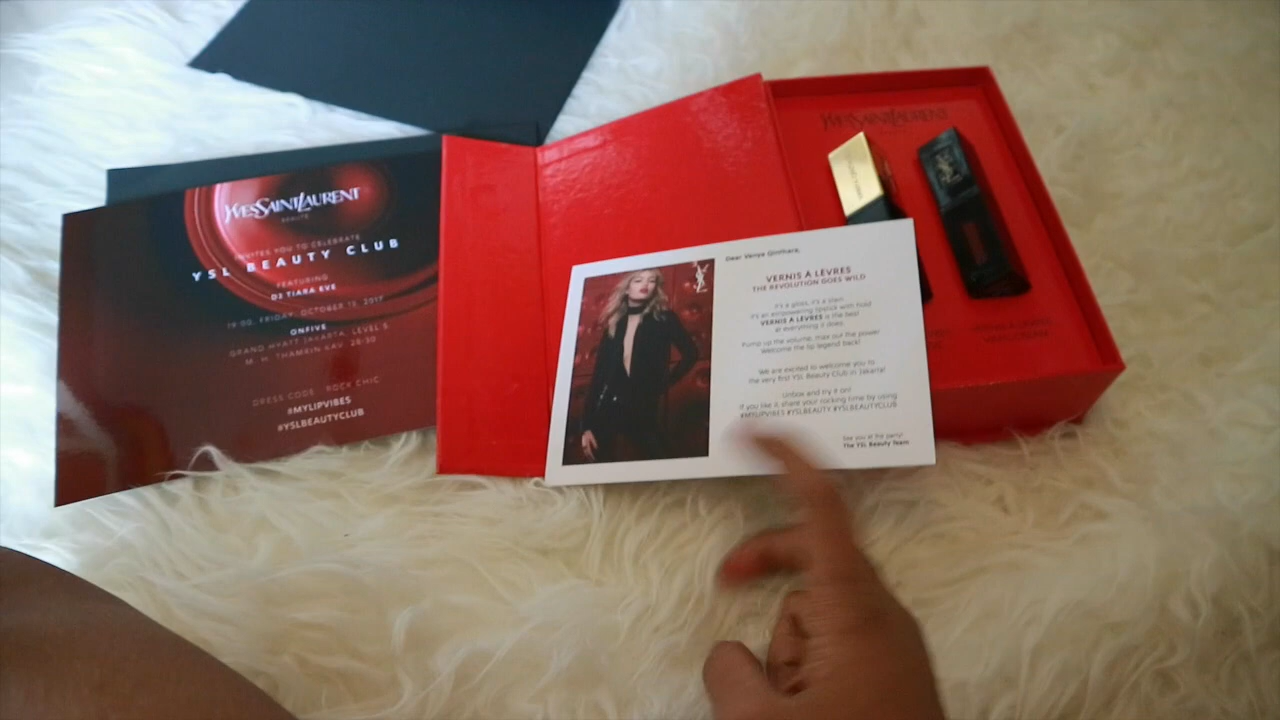 YVES SAINT LAURENT
BEAUTÉ
INVITES YOU TO CELEBRATE
YSL BEAUTY CLUB
FEATURING
DJ TIARA EVE
19:00, FRIDAY, OCTOBER 13, 2017
ONFIVE
GRAND HYATT JAKARTA, LEVEL 5
M. H. THAMRIN KAV. 28-30
DRESS CODE : ROCK CHIC
#MYLIPVIBES
#YSLBEAUTYCLUB
YVES SAINT LAURENT
YSL
Dear Venya
VERNIS À LÈVRES
THE REVOLUTION GOES WILD
It's a gloss, it's a stain
It's an empowering lipstick with hold
VERNIS À LÈVRES is the best
at everything it does.
Pump up the volume, max out the power
Welcome the lip legend back!
We are excited to welcome you to
the very first YSL Beauty Club in Jakarta!
Unbox and try it on!
If you like it, share your rocking time by using
#MYLIPVIBES #YSLBEAUTY #YSLBEAUTYCLUB
See you at the party!
The YSL Beauty Team